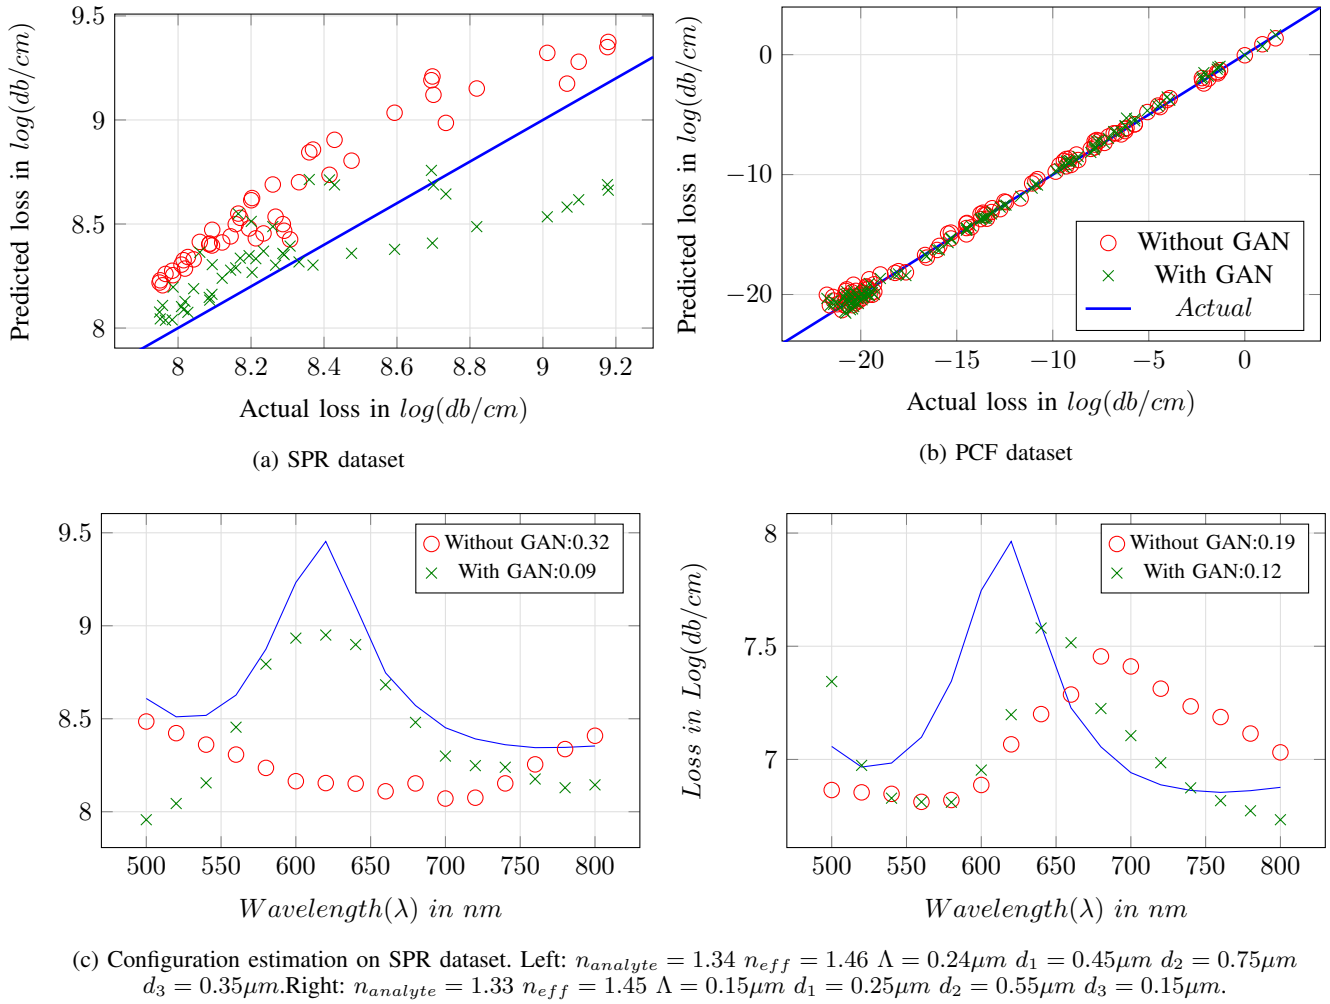 9.5
9
8.5
8
8
8.2
8.4
8.6
8.8
9
9.2
Predicted loss in log(db/cm)
Actual loss in log(db/cm)
(a) SPR dataset
0
−10
−20
−20
−15
−10
−5
0
Predicted loss in log(db/cm)
Without GAN
With GAN
Actual
Actual loss in log(db/cm)
(b) PCF dataset
9.5
9
8.5
8
500
550
600
650
700
750
800
Without GAN:0.32
With GAN:0.09
Wavelength(λ) in nm
8
7.5
7
500
550
600
650
700
750
800
Loss in Log(db/cm)
Without GAN:0.19
With GAN:0.12
Wavelength(λ) in nm
(c) Configuration estimation on SPR dataset. Left: n_analyte = 1.34 n_eff = 1.46 Λ = 0.24μm d_1 = 0.45μm d_2 = 0.75μm
d_3 = 0.35μm.Right: n_analyte = 1.33 n_eff = 1.45 Λ = 0.15μm d_1 = 0.25μm d_2 = 0.55μm d_3 = 0.15μm.